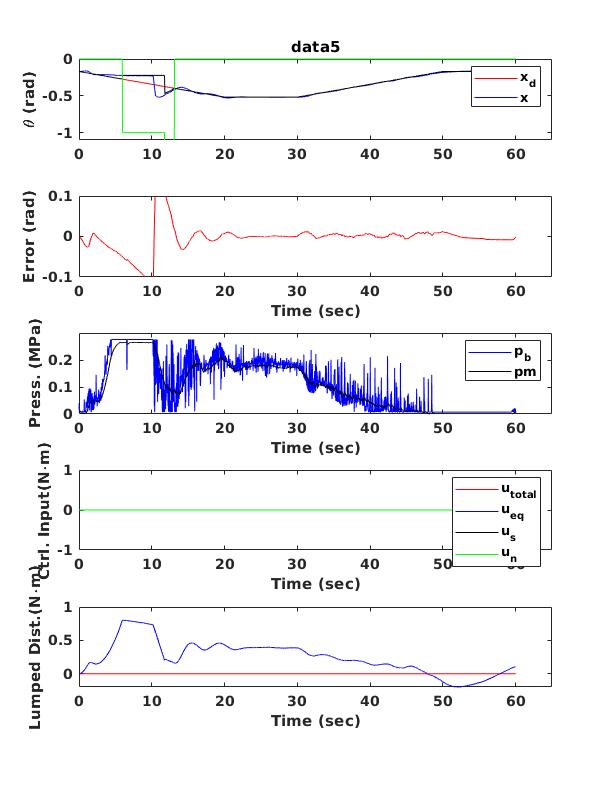 data5
θ (rad)
0
-0.5
-1
x_d
x
0 10 20 30 40 50 60
Error (rad)
0.1
0
-0.1
0 10 20 30 40 50 60
Time (sec)
Press. (MPa)
0.2
0.1
0
p_b
pm
0 10 20 30 40 50 60
Time (sec)
Ctrl. Input(N·m)
1
0
-1
u_total
u_eq
u_s
u_n
0 10 20 30 40 50 60
Time (sec)
Lumped Dist.(N·m)
1
0.5
0
0 10 20 30 40 50 60
Time (sec)